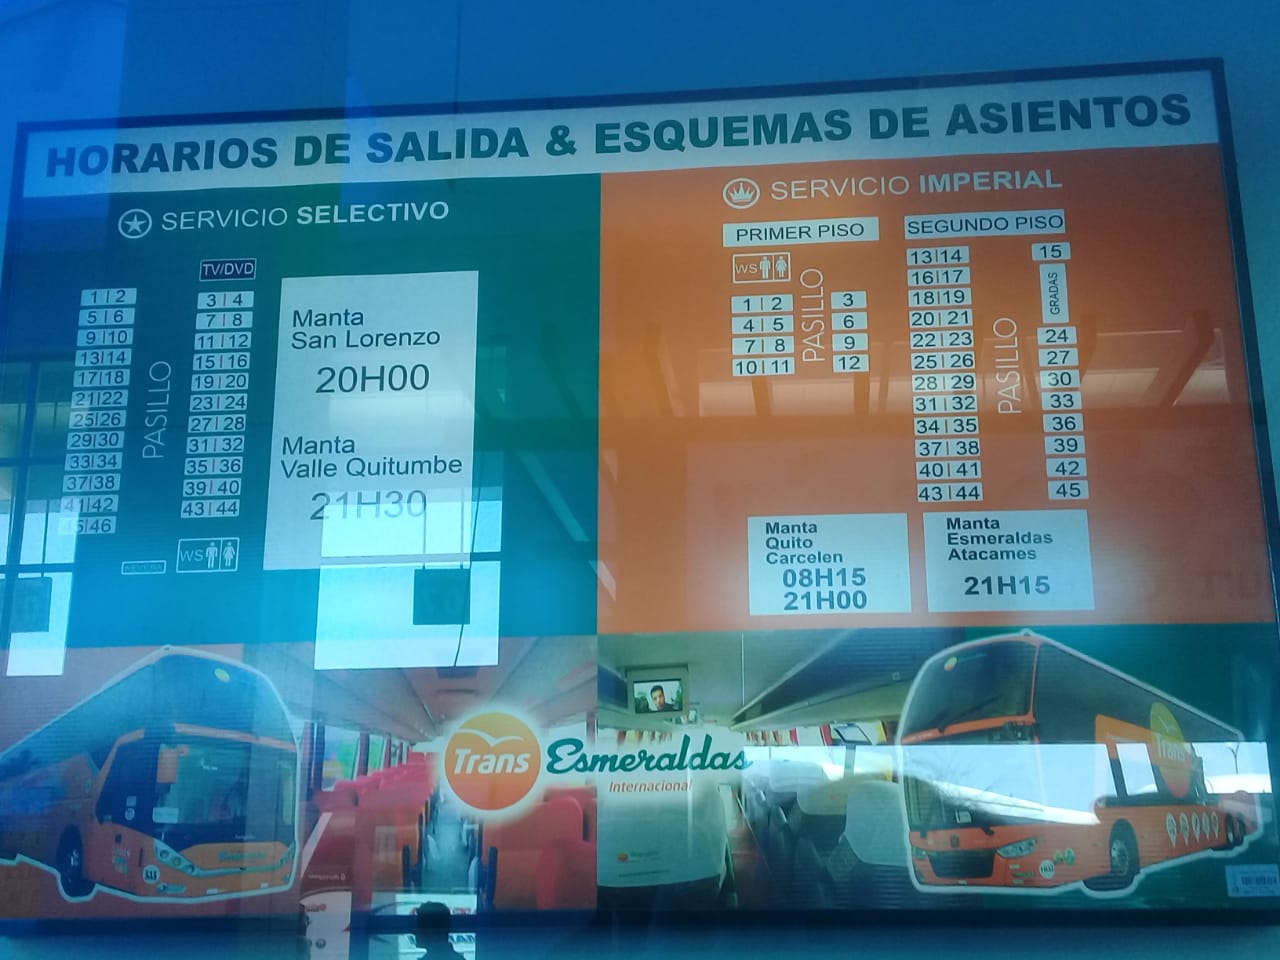 HORARIOS DE SALIDA & ESQUEMAS DE ASIENTOS
SERVICIO SELECTIVO
TV/DVD
1|2 3|4
5|6 7|8
9|10 11|12
13|14 15|16
17|18 19|20
21|22 23|24
25|26 27|28
29|30 31|32
33|34 35|36
37|38 39|40
41|42 43|44
45|46
PASILLO
NEVERA
WS
Manta
San Lorenzo
20H00
Manta
Valle Quitumbe
21H30
SERVICIO IMPERIAL
PRIMER PISO
WS
1|2 3
4|5 6
7|8 9
10|11 12
PASILLO
SEGUNDO PISO
13|14 15
16|17
18|19
20|21
22|23 24
25|26 27
28|29 30
31|32 33
34|35 36
37|38 39
40|41 42
43|44 45
PASILLO
GRADAS
Manta
Quito
Carcelen
08H15
21H00
Manta
Esmeraldas
Atacames
21H15
Trans Esmeraldas
Internacional
Trans